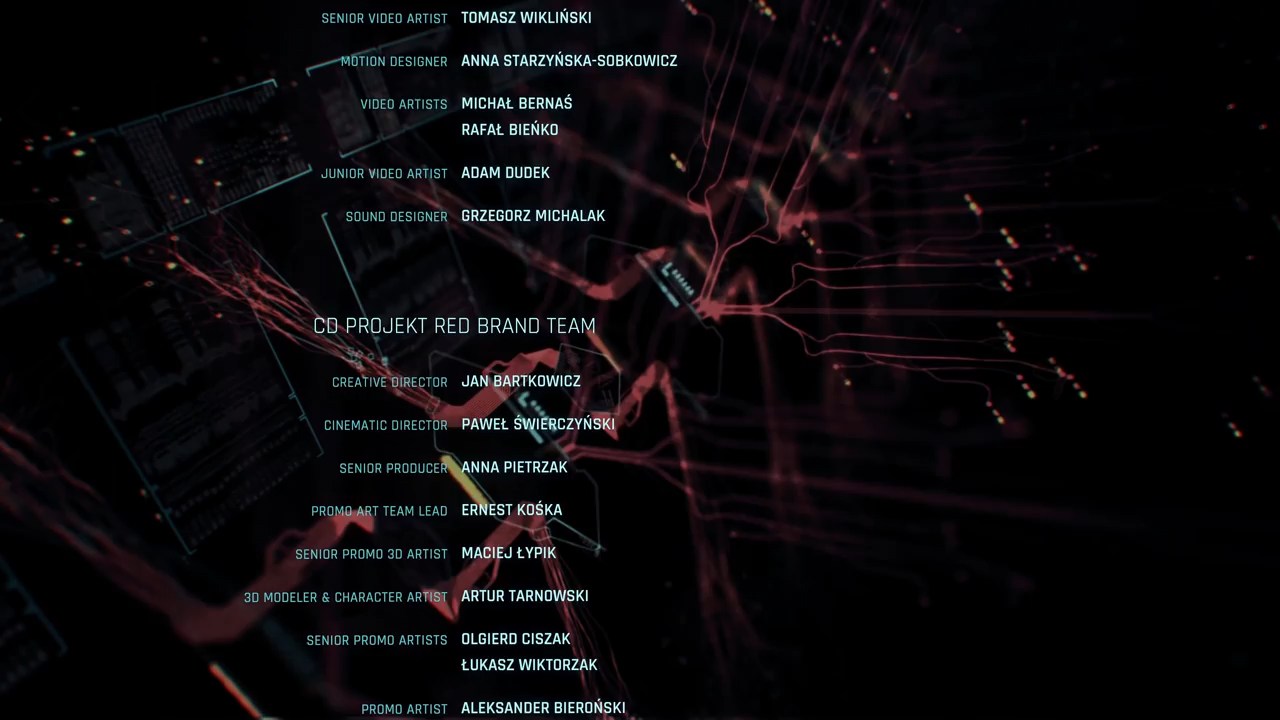 SENIOR VIDEO ARTIST TOMASZ WIKLIŃSKI
MOTION DESIGNER ANNA STARZYŃSKA-SOBKOWICZ
VIDEO ARTISTS MICHAŁ BERNAŚ
RAFAŁ BIEŃKO
JUNIOR VIDEO ARTIST ADAM DUDEK
SOUND DESIGNER GRZEGORZ MICHALAK
CD PROJEKT RED BRAND TEAM
CREATIVE DIRECTOR JAN BARTKOWICZ
CINEMATIC DIRECTOR PAWEŁ ŚWIERCZYŃSKI
SENIOR PRODUCER ANNA PIETRZAK
PROMO ART TEAM LEAD ERNEST KOŚKA
SENIOR PROMO 3D ARTIST MACIEJ ŁYPIK
3D MODELER & CHARACTER ARTIST ARTUR TARNOWSKI
SENIOR PROMO ARTISTS OLGIERD CISZAK
ŁUKASZ WIKTORZAK
PROMO ARTIST ALEKSANDER BIEROŃSKI